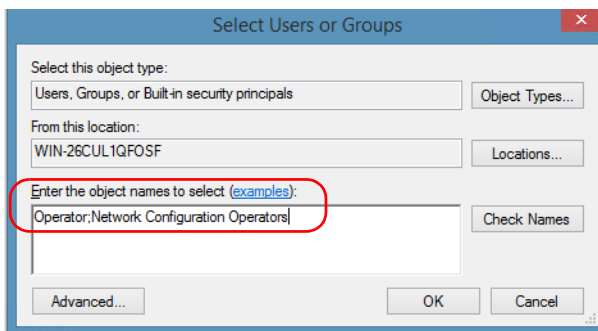 Select Users or Groups
Select this object type:
Users, Groups, or Built-in security principals
Object Types...
From this location:
WIN-26CUL1QFOSF
Locations...
Enter the object names to select (examples):
Operator;Network Configuration Operators
Check Names
Advanced...
OK
Cancel